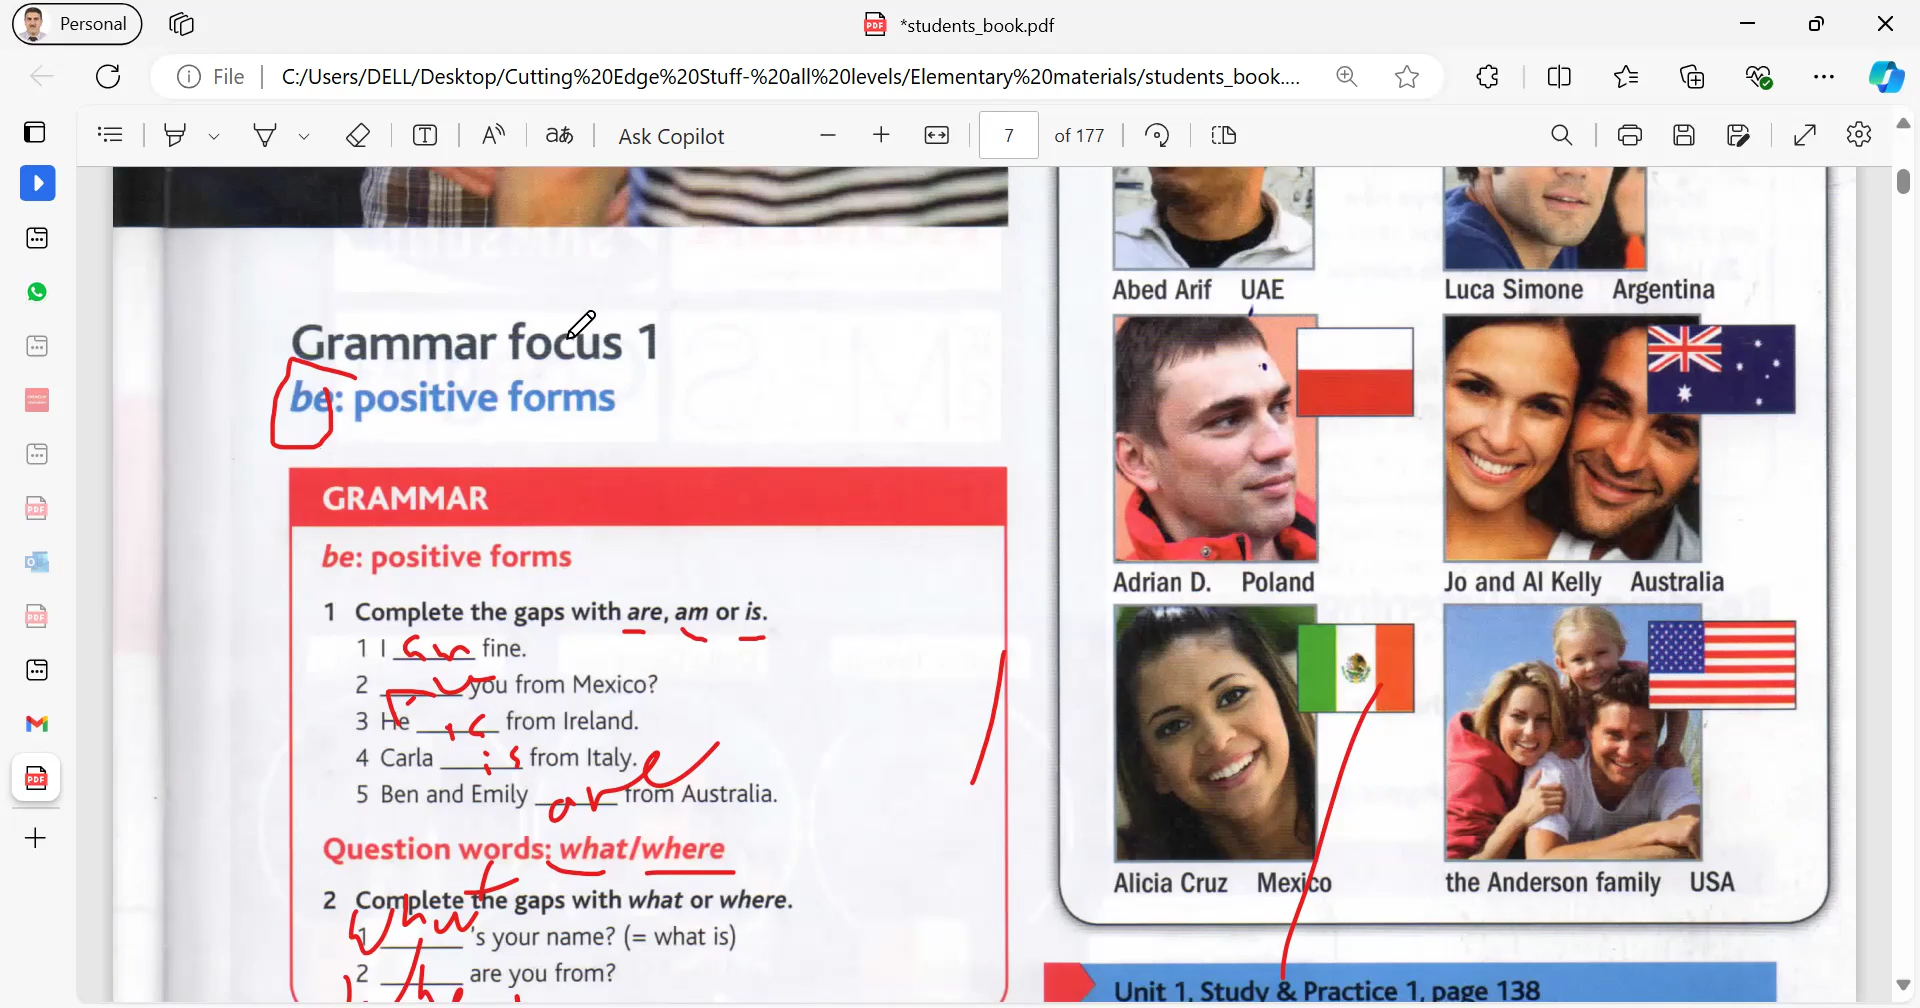 Personal
*students_book.pdf
File
C:/Users/DELL/Desktop/Cutting%20Edge%20Stuff-%20all%20levels/Elementary%20materials/students_book....
Ask Copilot
7 of 177
Grammar focus 1
be: positive forms
GRAMMAR
be: positive forms
1 Complete the gaps with are, am or is.
1 I am fine.
2 ______ you from Mexico?
3 He is from Ireland.
4 Carla is from Italy.
5 Ben and Emily are from Australia.
Question words: what/where
2 Complete the gaps with what or where.
1 What 's your name? (= what is)
2 ______ are you from?
Abed Arif UAE
Luca Simone Argentina
Adrian D. Poland
Jo and Al Kelly Australia
Alicia Cruz Mexico
the Anderson family USA
Unit 1, Study & Practice 1, page 138